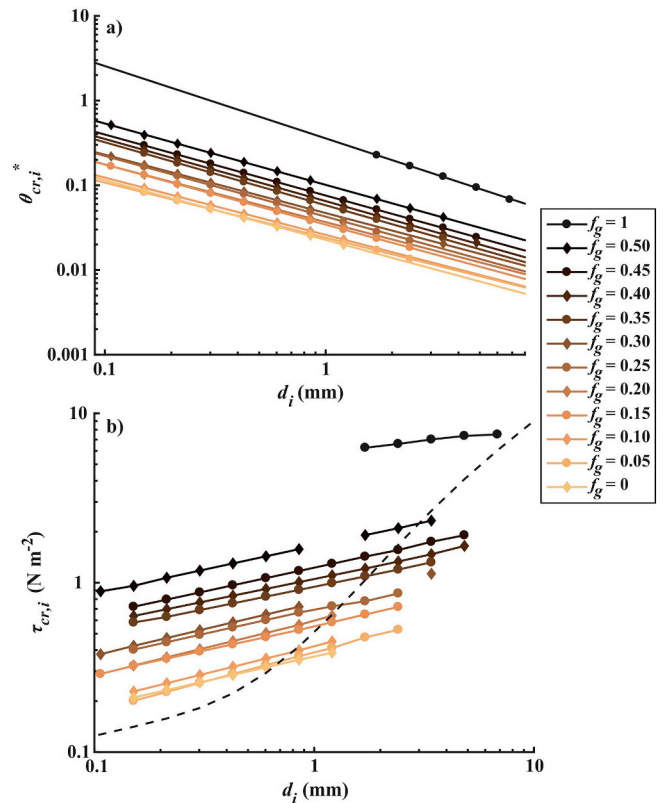 a)
10
1
0.1
0.01
0.001
θcr,i*
0.1
1
di (mm)
fg = 1
fg = 0.50
fg = 0.45
fg = 0.40
fg = 0.35
fg = 0.30
fg = 0.25
fg = 0.20
fg = 0.15
fg = 0.10
fg = 0.05
fg = 0
b)
10
1
0.1
τcr,i (N m-2)
0.1
1
10
di (mm)